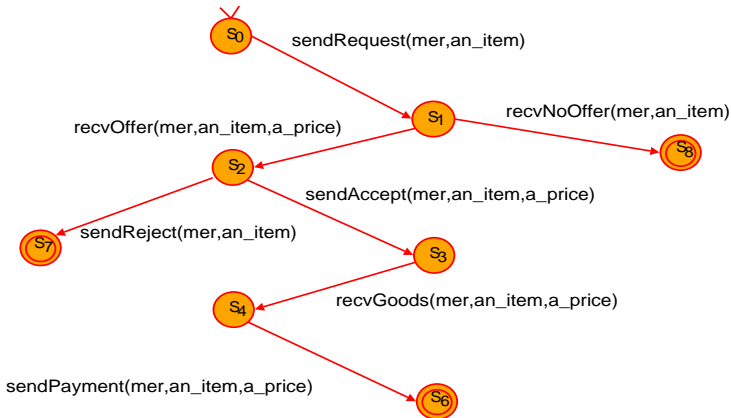 S0
sendRequest(mer,an_item)
recvNoOffer(mer,an_item)
S1
recvOffer(mer,an_item,a_price)
S8
S2
sendAccept(mer,an_item,a_price)
sendReject(mer,an_item)
S7
S3
recvGoods(mer,an_item,a_price)
S4
sendPayment(mer,an_item,a_price)
S6